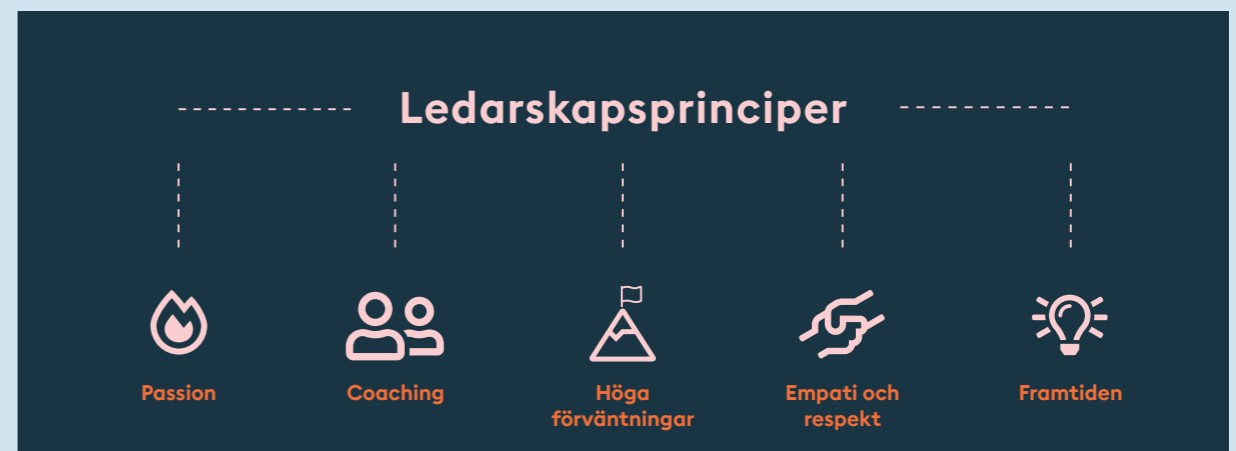 Ledarskapsprinciper
Passion
Coaching
Höga
förväntningar
Empati och
respekt
Framtiden